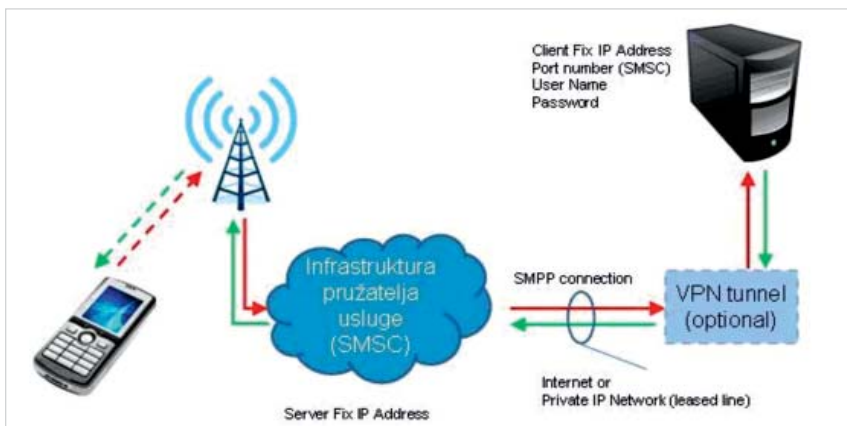 Client Fix IP Address
Port number (SMSC)
User Name
Password
Infrastruktura
pružatelja
usluge
(SMSC)
SMPP connection
VPN tunnel
(optional)
Internet or
Private IP Network (leased line)
Server Fix IP Address